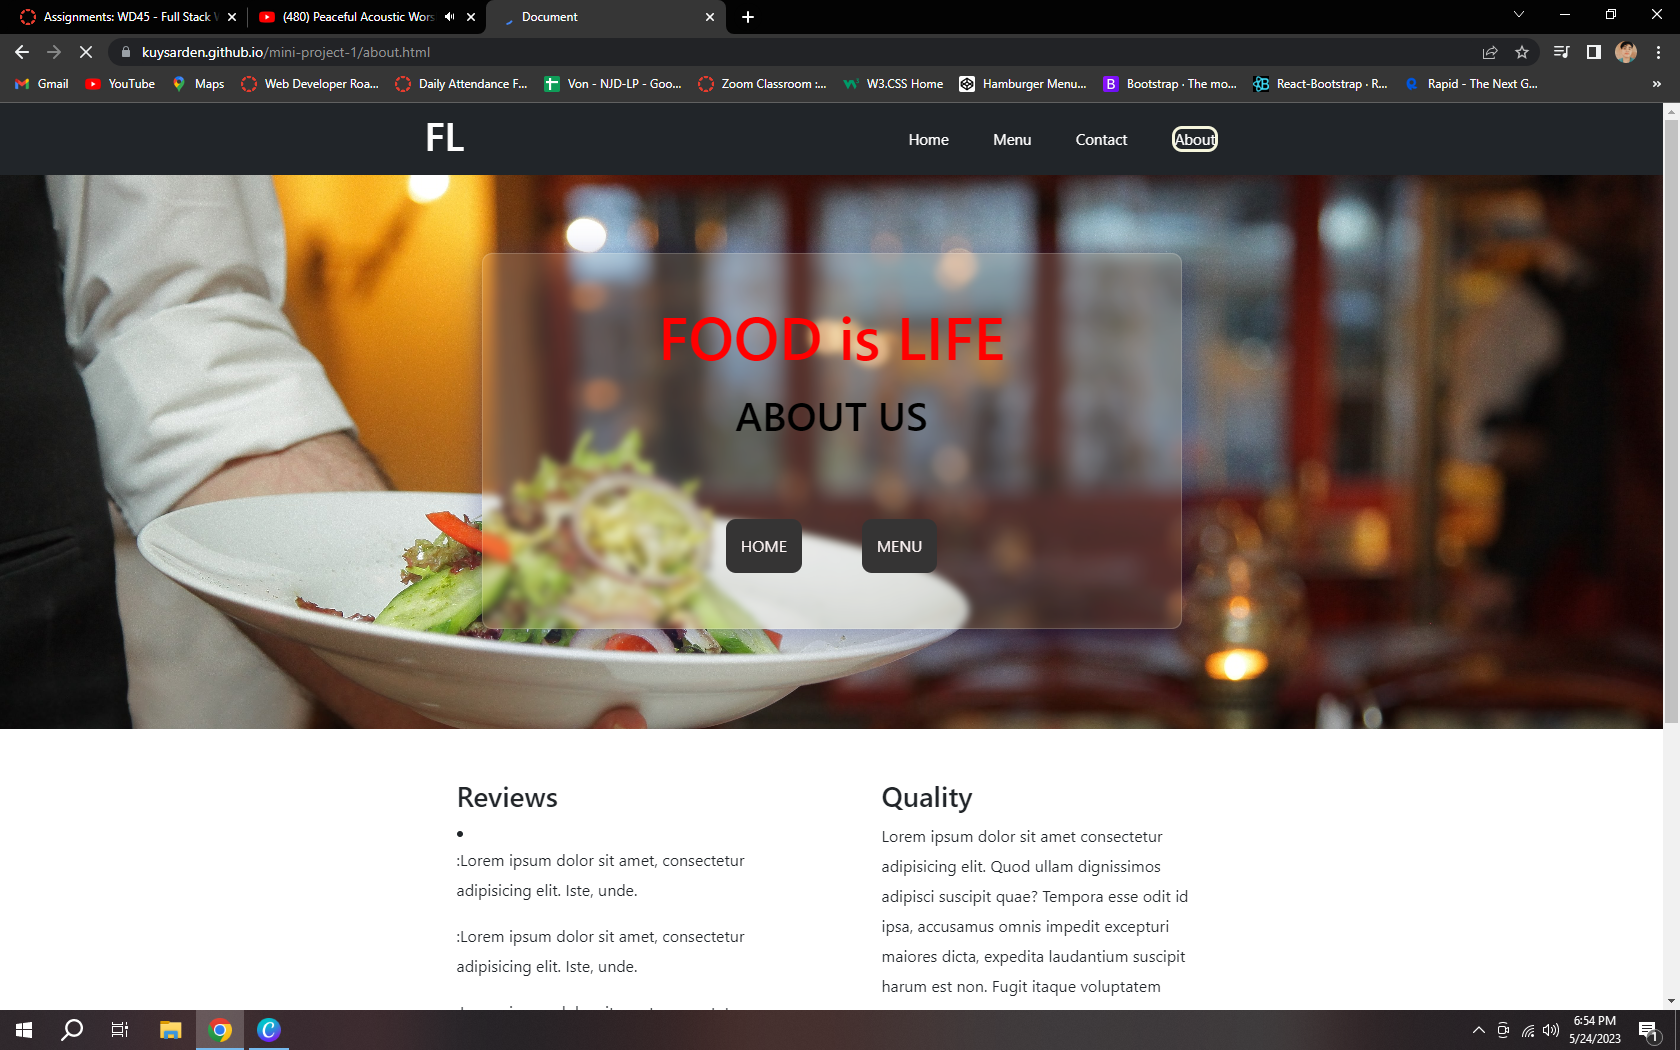 Assignments: WD45 - Full Stack
(480) Peaceful Acoustic Wors
Document
kuysarden.github.io/mini-project-1/about.html
Gmail
YouTube
Maps
Web Developer Roa...
Daily Attendance F...
Von - NJD-LP - Goo...
Zoom Classroom :...
W3.CSS Home
Hamburger Menu...
Bootstrap · The mo...
React-Bootstrap · R...
Rapid - The Next G...
»
FL
Home
Menu
Contact
About
FOOD is LIFE
ABOUT US
HOME
MENU
Reviews
:Lorem ipsum dolor sit amet, consectetur
adipisicing elit. Iste, unde.
:Lorem ipsum dolor sit amet, consectetur
adipisicing elit. Iste, unde.
Quality
Lorem ipsum dolor sit amet consectetur
adipisicing elit. Quod ullam dignissimos
adipisci suscipit quae? Tempora esse odit id
ipsa, accusamus omnis impedit excepturi
maiores dicta, expedita laudantium suscipit
harum est non. Fugit itaque voluptatem
6:54 PM
5/24/2023
1